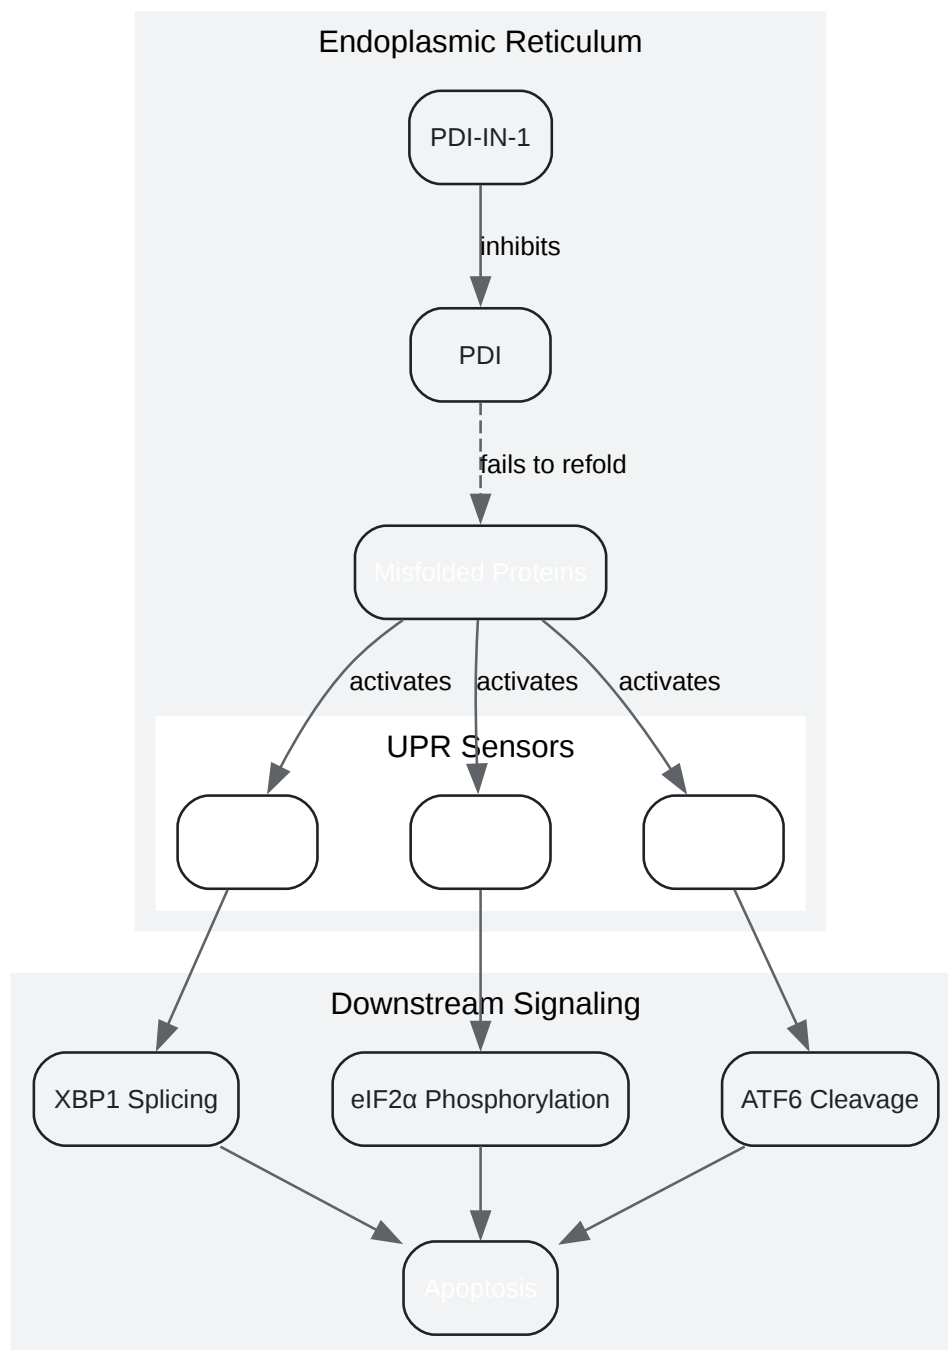 Endoplasmic Reticulum
PDI-IN-1
inhibits
PDI
fails to refold
Misfolded Proteins
activates activates activates
UPR Sensors
Downstream Signaling
XBP1 Splicing eIF2α Phosphorylation ATF6 Cleavage
Apoptosis